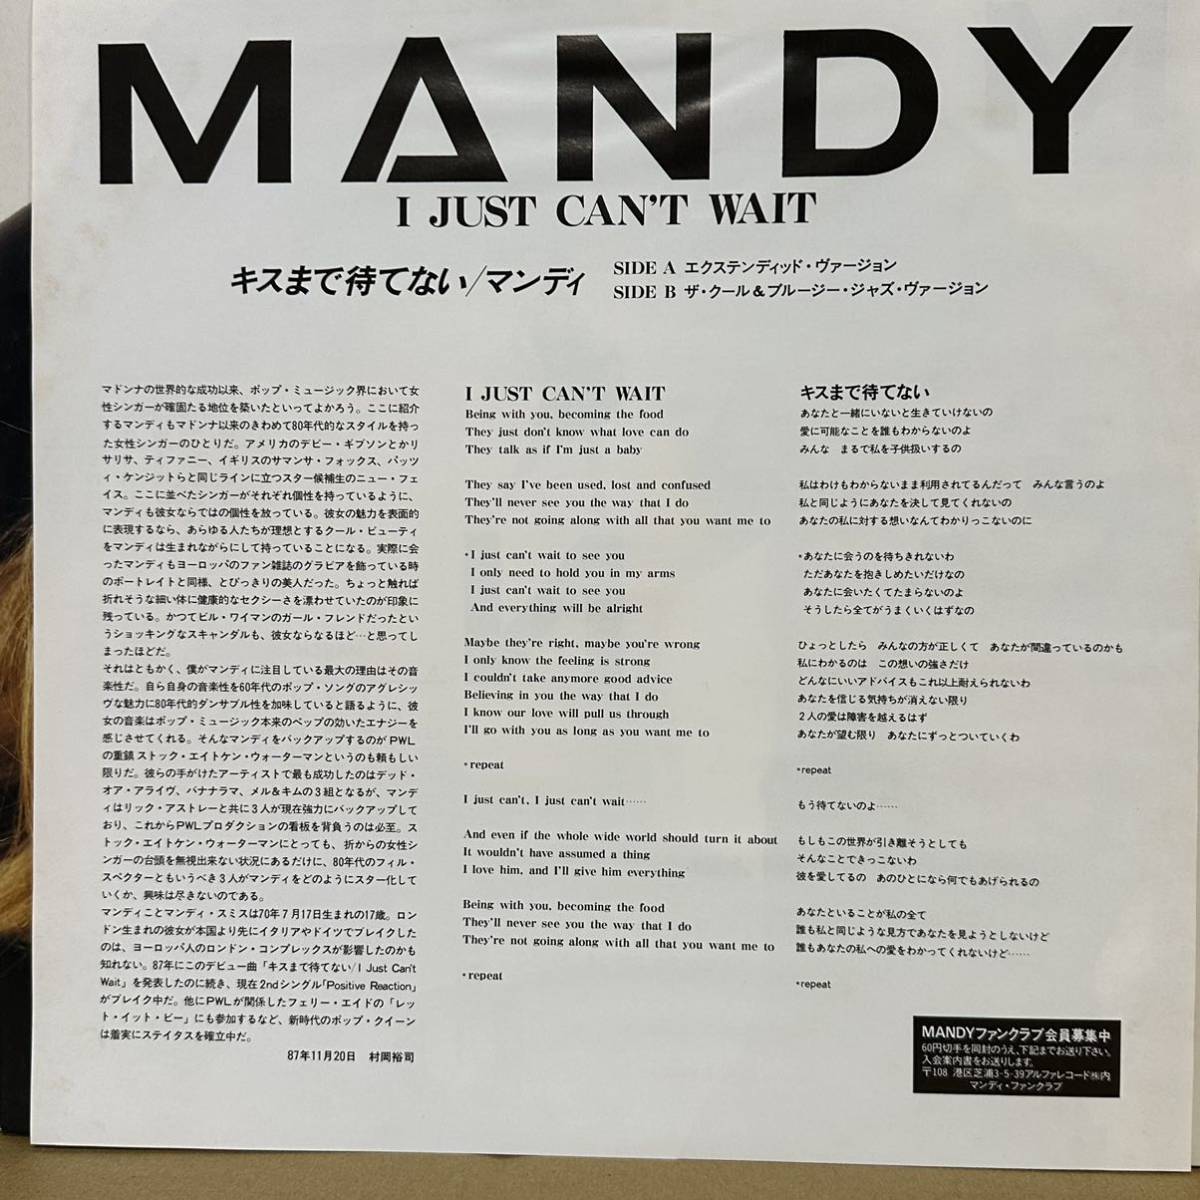 MANDY
I JUST CAN'T WAIT
キスまで待てない/マンディ
SIDE A エクステンディッド・ヴァージョン
SIDE B ザ・クール&ブルージー・ジャズ・ヴァージョン
マドンナの世界的な成功以来、ポップ・ミュージック界において女
性シンガーが確固たる地位を築いたといってよかろう。ここに紹介
するマンディもマドンナ以来のきわめて80年代的なスタイルを持っ
た女性シンガーのひとりだ。アメリカのデビー・ギブソンとかリ
サリサ、ティファニー、イギリスのサマンサ・フォックス、パッツ
ィ・ケンジットらと同じラインに立つスター候補生のニュー・フェ
イス。ここに並べたシンガーがそれぞれ個性を持っているように、
マンディも彼女ならではの個性を放っている。彼女の魅力を表面的
に表現するなら、あらゆる人たちが理想とするクール・ビューティ
をマンディは生まれながらにして持っていることになる。実際に会
ったマンディもヨーロッパのファン雑誌のグラビアを飾っている時
のポートレイトと同様、とびっきりの美人だった。ちょっと触れば
折れそうな細い体に健康的なセクシーさを漂わせていたのが印象に
残っている。かつてビル・ワイマンのガール・フレンドだったとい
うショッキングなスキャンダルも、彼女ならなるほど…と思ってし
まったほどだ。
それはともかく、僕がマンディに注目している最大の理由はその音
楽性だ。自ら自身の音楽性を60年代のポップ・ソングのアグレシッ
ヴな魅力に80年代的ダンサブル性を加味していると語るように、彼
女の音楽はポップ・ミュージック本来のペップの効いたエナジーを
感じさせてくれる。そんなマンディをバックアップするのがPWL
の重鎮ストック・エイトケン・ウォーターマンというのも頼もしい
限りだ。彼らの手がけたアーティストで最も成功したのはデッド・
オア・アライヴ、バナナラマ、メル&キムの3組となるが、マンデ
ィはリック・アストレーと共に3人が現在強力にバックアップして
おり、これからPWLプロダクションの看板を背負うのは必至。ス
トック・エイトケン・ウォーターマンにとっても、折からの女性シ
ンガーの台頭を無視出来ない状況にあるだけに、80年代のフィル・
スペクターともいうべき3人がマンディをどのようにスター化して
いくか、興味は尽きないのである。
マンディことマンディ・スミスは70年7月17日生まれの17歳。ロン
ドン生まれの彼女が本国より先にイタリアやドイツでブレイクした
のは、ヨーロッパ人のロンドン・コンプレックスが影響したのかも
知れない。87年にこのデビュー曲「キスまで待てない/I Just Can't
Wait」を発表したのに続き、現在2ndシングル「Positive Reaction」
がブレイク中だ。他にPWLが関係したフェリー・エイドの「レッ
ト・イット・ビー」にも参加するなど、新時代のポップ・クイーン
は着実にステイタスを確立中だ。
87年11月20日 村岡裕司
I JUST CAN'T WAIT
Being with you, becoming the food
They just don't know what love can do
They talk as if I'm just a baby
They say I've been used, lost and confused
They'll never see you the way that I do
They're not going along with all that you want me to
*I just can't wait to see you
I only need to hold you in my arms
I just can't wait to see you
And everything will be alright
Maybe they're right, maybe you're wrong
I only know the feeling is strong
I couldn't take anymore good advice
Believing in you the way that I do
I know our love will pull us through
I'll go with you as long as you want me to
*repeat
I just can't, I just can't wait……
And even if the whole wide world should turn it about
It wouldn't have assumed a thing
I love him, and I'll give him everything
Being with you, becoming the food
They'll never see you the way that I do
They're not going along with all that you want me to
*repeat
キスまで待てない
あなたと一緒にいないと生きていけないの
愛に可能なことを誰もわからないのよ
みんな まるで私を子供扱いするの
私はわけもわからないまま利用されてるんだって みんな言うのよ
私と同じようにあなたを決して見てくれないの
あなたの私に対する想いなんてわかりっこないのに
*あなたに会うのを待ちきれないわ
ただあなたを抱きしめたいだけなの
あなたに会いたくてたまらないのよ
そうしたら全てがうまくいくはずなの
ひょっとしたら みんなの方が正しくて あなたが間違っているのかも
私にわかるのは この想いの強さだけ
どんなにいいアドバイスもこれ以上耐えられないわ
あなたを信じる気持ちが消えない限り
2人の愛は障害を越えるはず
あなたが望む限り あなたにずっとついていくわ
*repeat
もう待てないのよ……
もしもこの世界が引き離そうとしても
そんなことできっこないわ
彼を愛してるの あのひとになら何でもあげられるの
あなたといることが私の全て
誰も私と同じような見方であなたを見ようとしないけど
誰もあなたの私への愛をわかってくれないけど……
*repeat
MANDYファンクラブ会員募集中
60円切手を同封のうえ、下記までお送り下さい。
入会案内書をお送りします。
〒108 港区芝浦3-5-39アルファレコード㈱内
マンディ・ファンクラブ